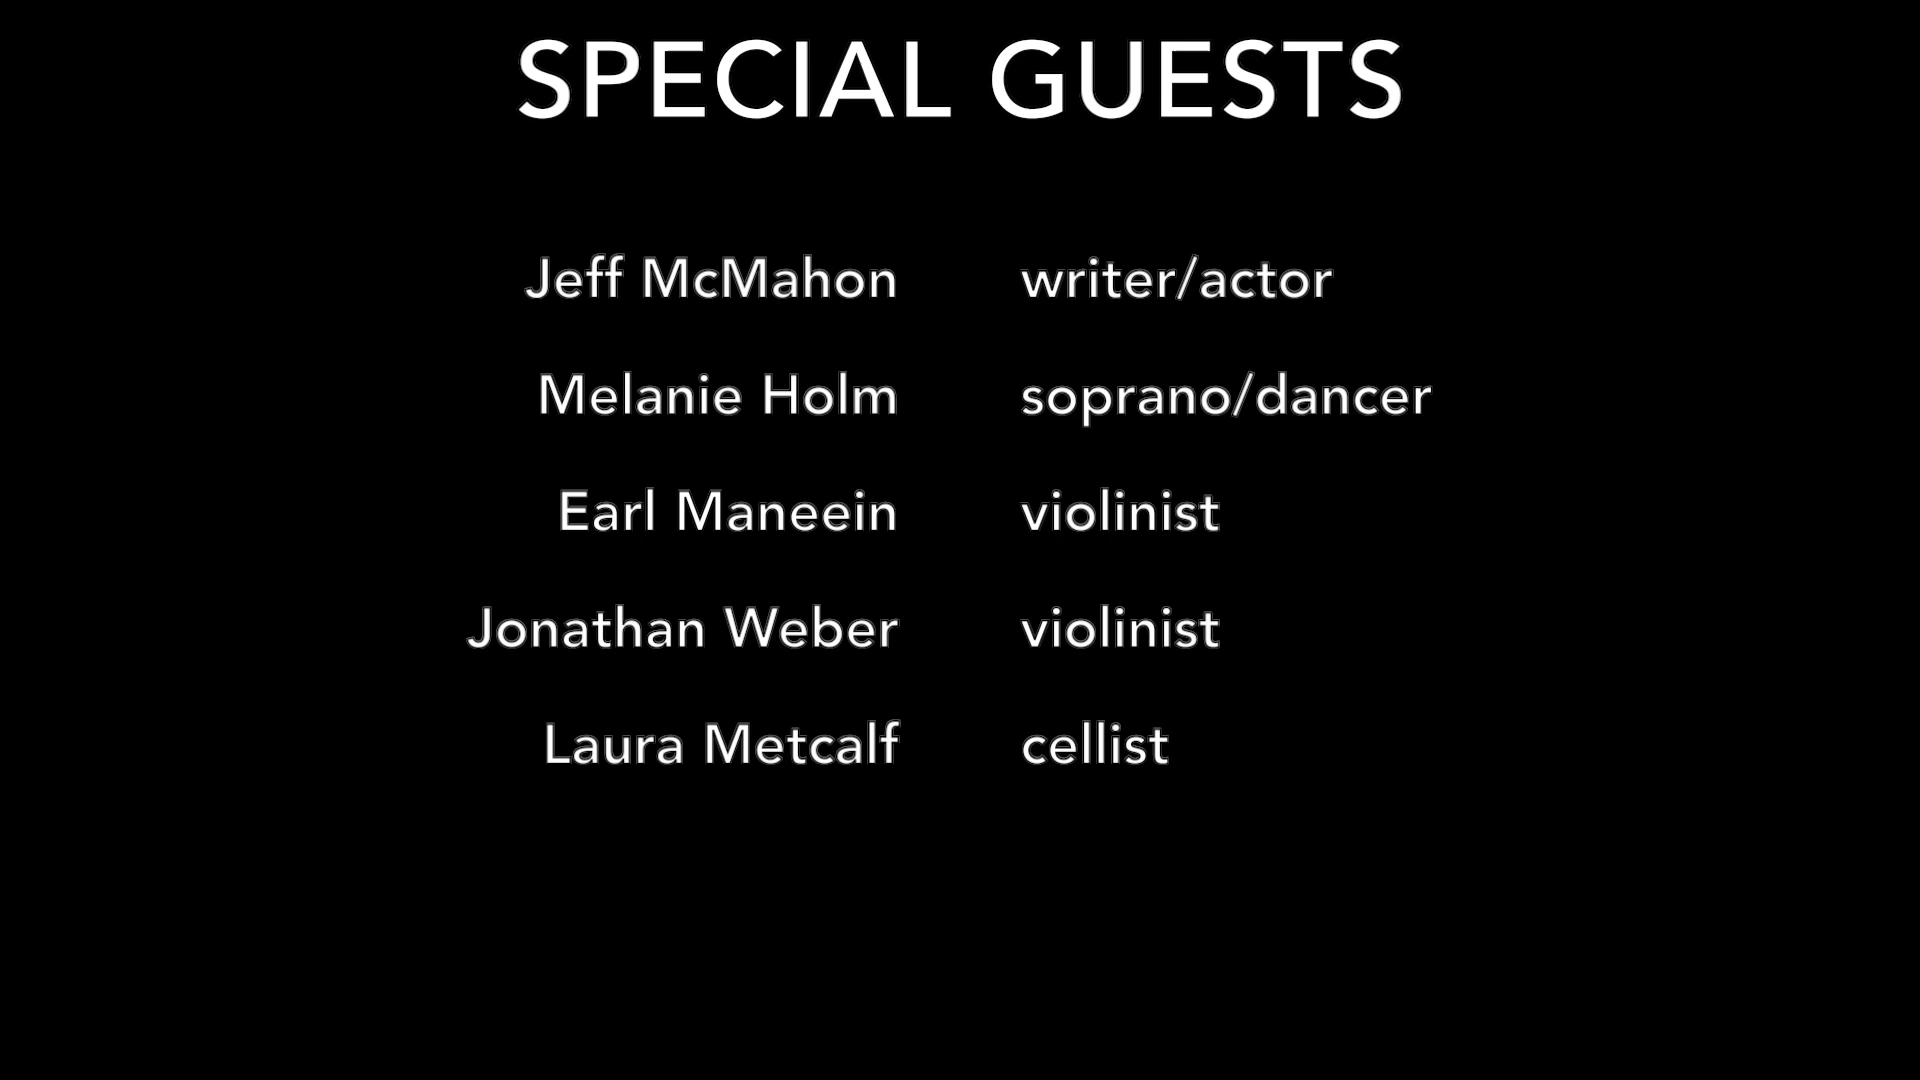 SPECIAL GUESTS
Jeff McMahon writer/actor
Melanie Holm soprano/dancer
Earl Maneein violinist
Jonathan Weber violinist
Laura Metcalf cellist